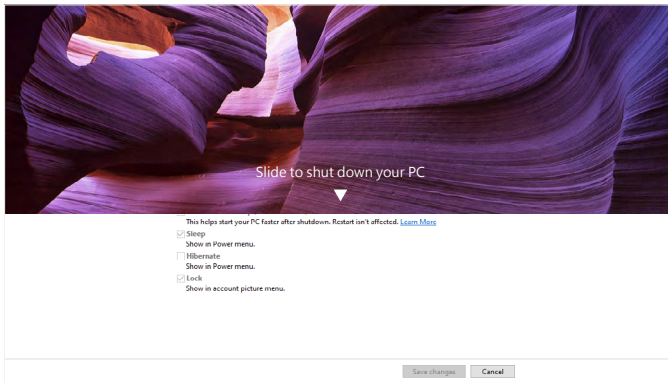 Slide to shut down your PC
This helps start your PC faster after shutdown. Restart isn't affected. Learn More
Sleep
Show in Power menu.
Hibernate
Show in Power menu.
Lock
Show in account picture menu.
Save changes Cancel